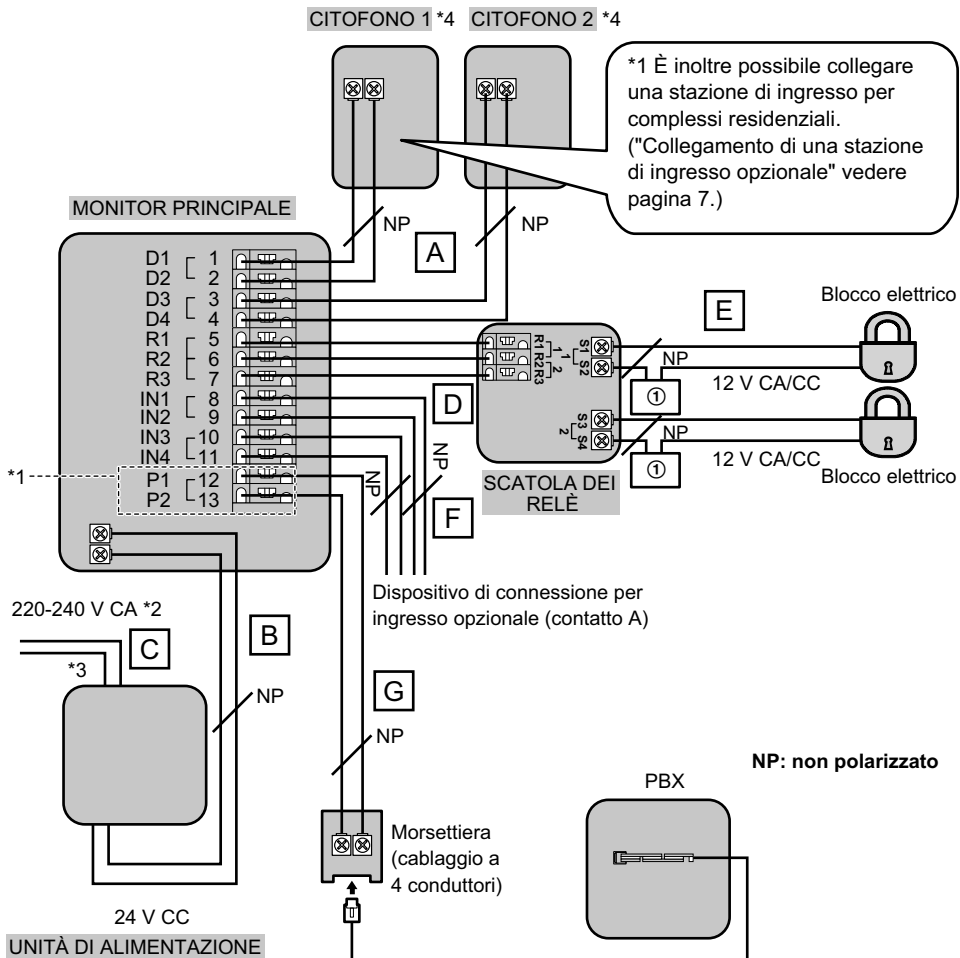 CITOFONO 1 *4 CITOFONO 2 *4
*1 È inoltre possibile collegare
una stazione di ingresso per
complessi residenziali.
("Collegamento di una stazione
di ingresso opzionale" vedere
pagina 7.)
MONITOR PRINCIPALE
NP
NP
A
D1 1
D2 2
D3 3
D4 4
R1 5
R2 6
R3 7
IN1 8
IN2 9
IN3 10
IN4 11
P1 12
P2 13
*1
R1 R2 R3
1 2
S1
1 S2
S3
2 S4
E
Blocco elettrico
NP
①
12 V CA/CC
NP
①
12 V CA/CC
Blocco elettrico
D
SCATOLA DEI
RELÈ
NP
NP
F
Dispositivo di connessione per
ingresso opzionale (contatto A)
220-240 V CA *2
C
*3
B
NP
G
NP
NP: non polarizzato
PBX
Morsettiera
(cablaggio a
4 conduttori)
24 V CC
UNITÀ DI ALIMENTAZIONE